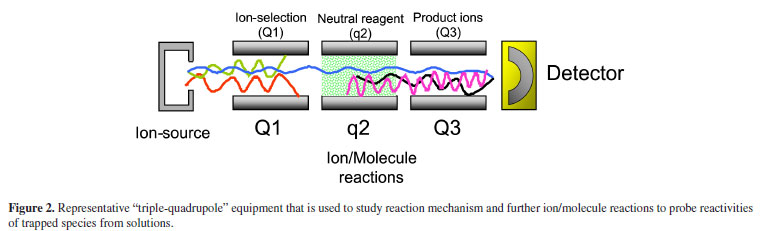 Ion-selection
(Q1)
Neutral reagent
(q2)
Product ions
(Q3)
Detector
Ion-source
Q1
q2
Q3
Ion/Molecule
reactions
Figure 2. Representative “triple-quadrupole” equipment that is used to study reaction mechanism and further ion/molecule reactions to probe reactivities
of trapped species from solutions.